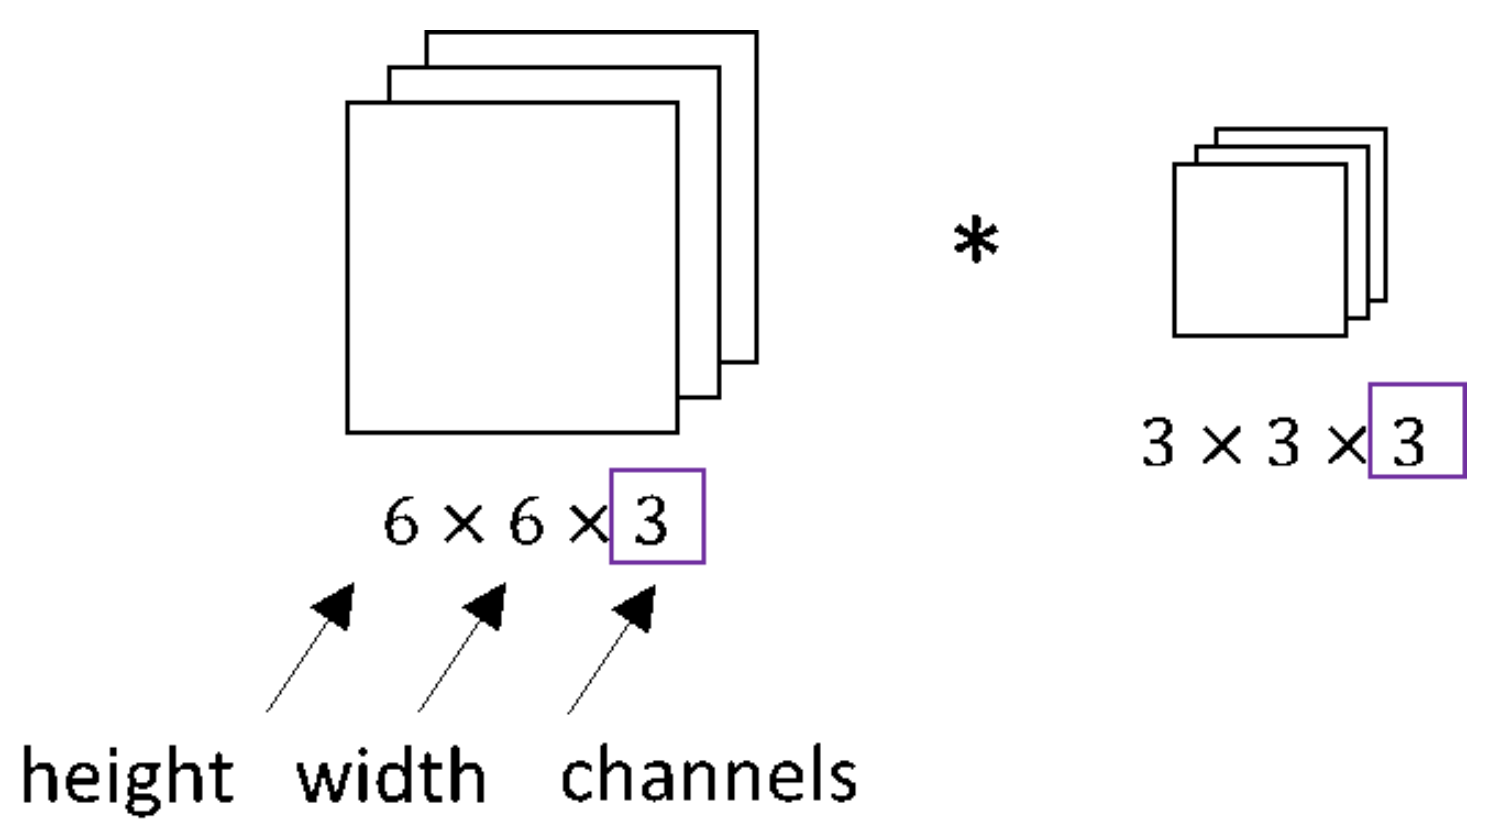 *
3 × 3 × 3
6 × 6 × 3
height width channels